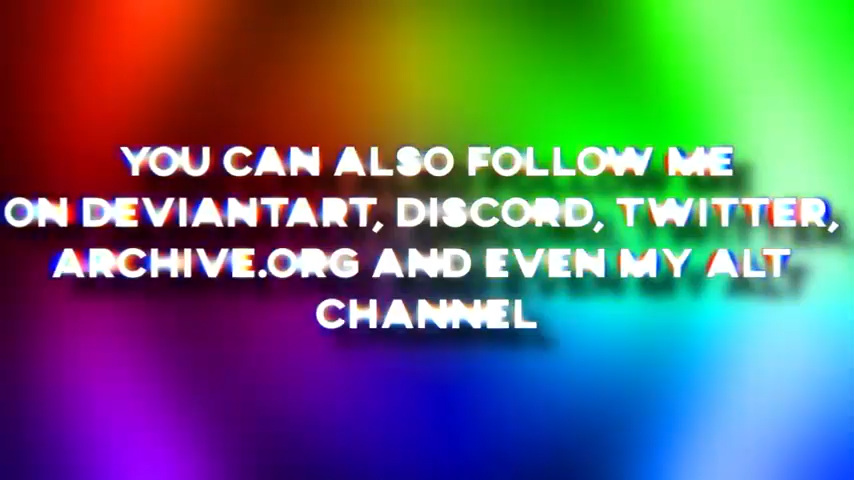 YOU CAN ALSO FOLLOW ME
ON DEVIANTART, DISCORD, TWITTER,
ARCHIVE.ORG AND EVEN MY ALT
CHANNEL